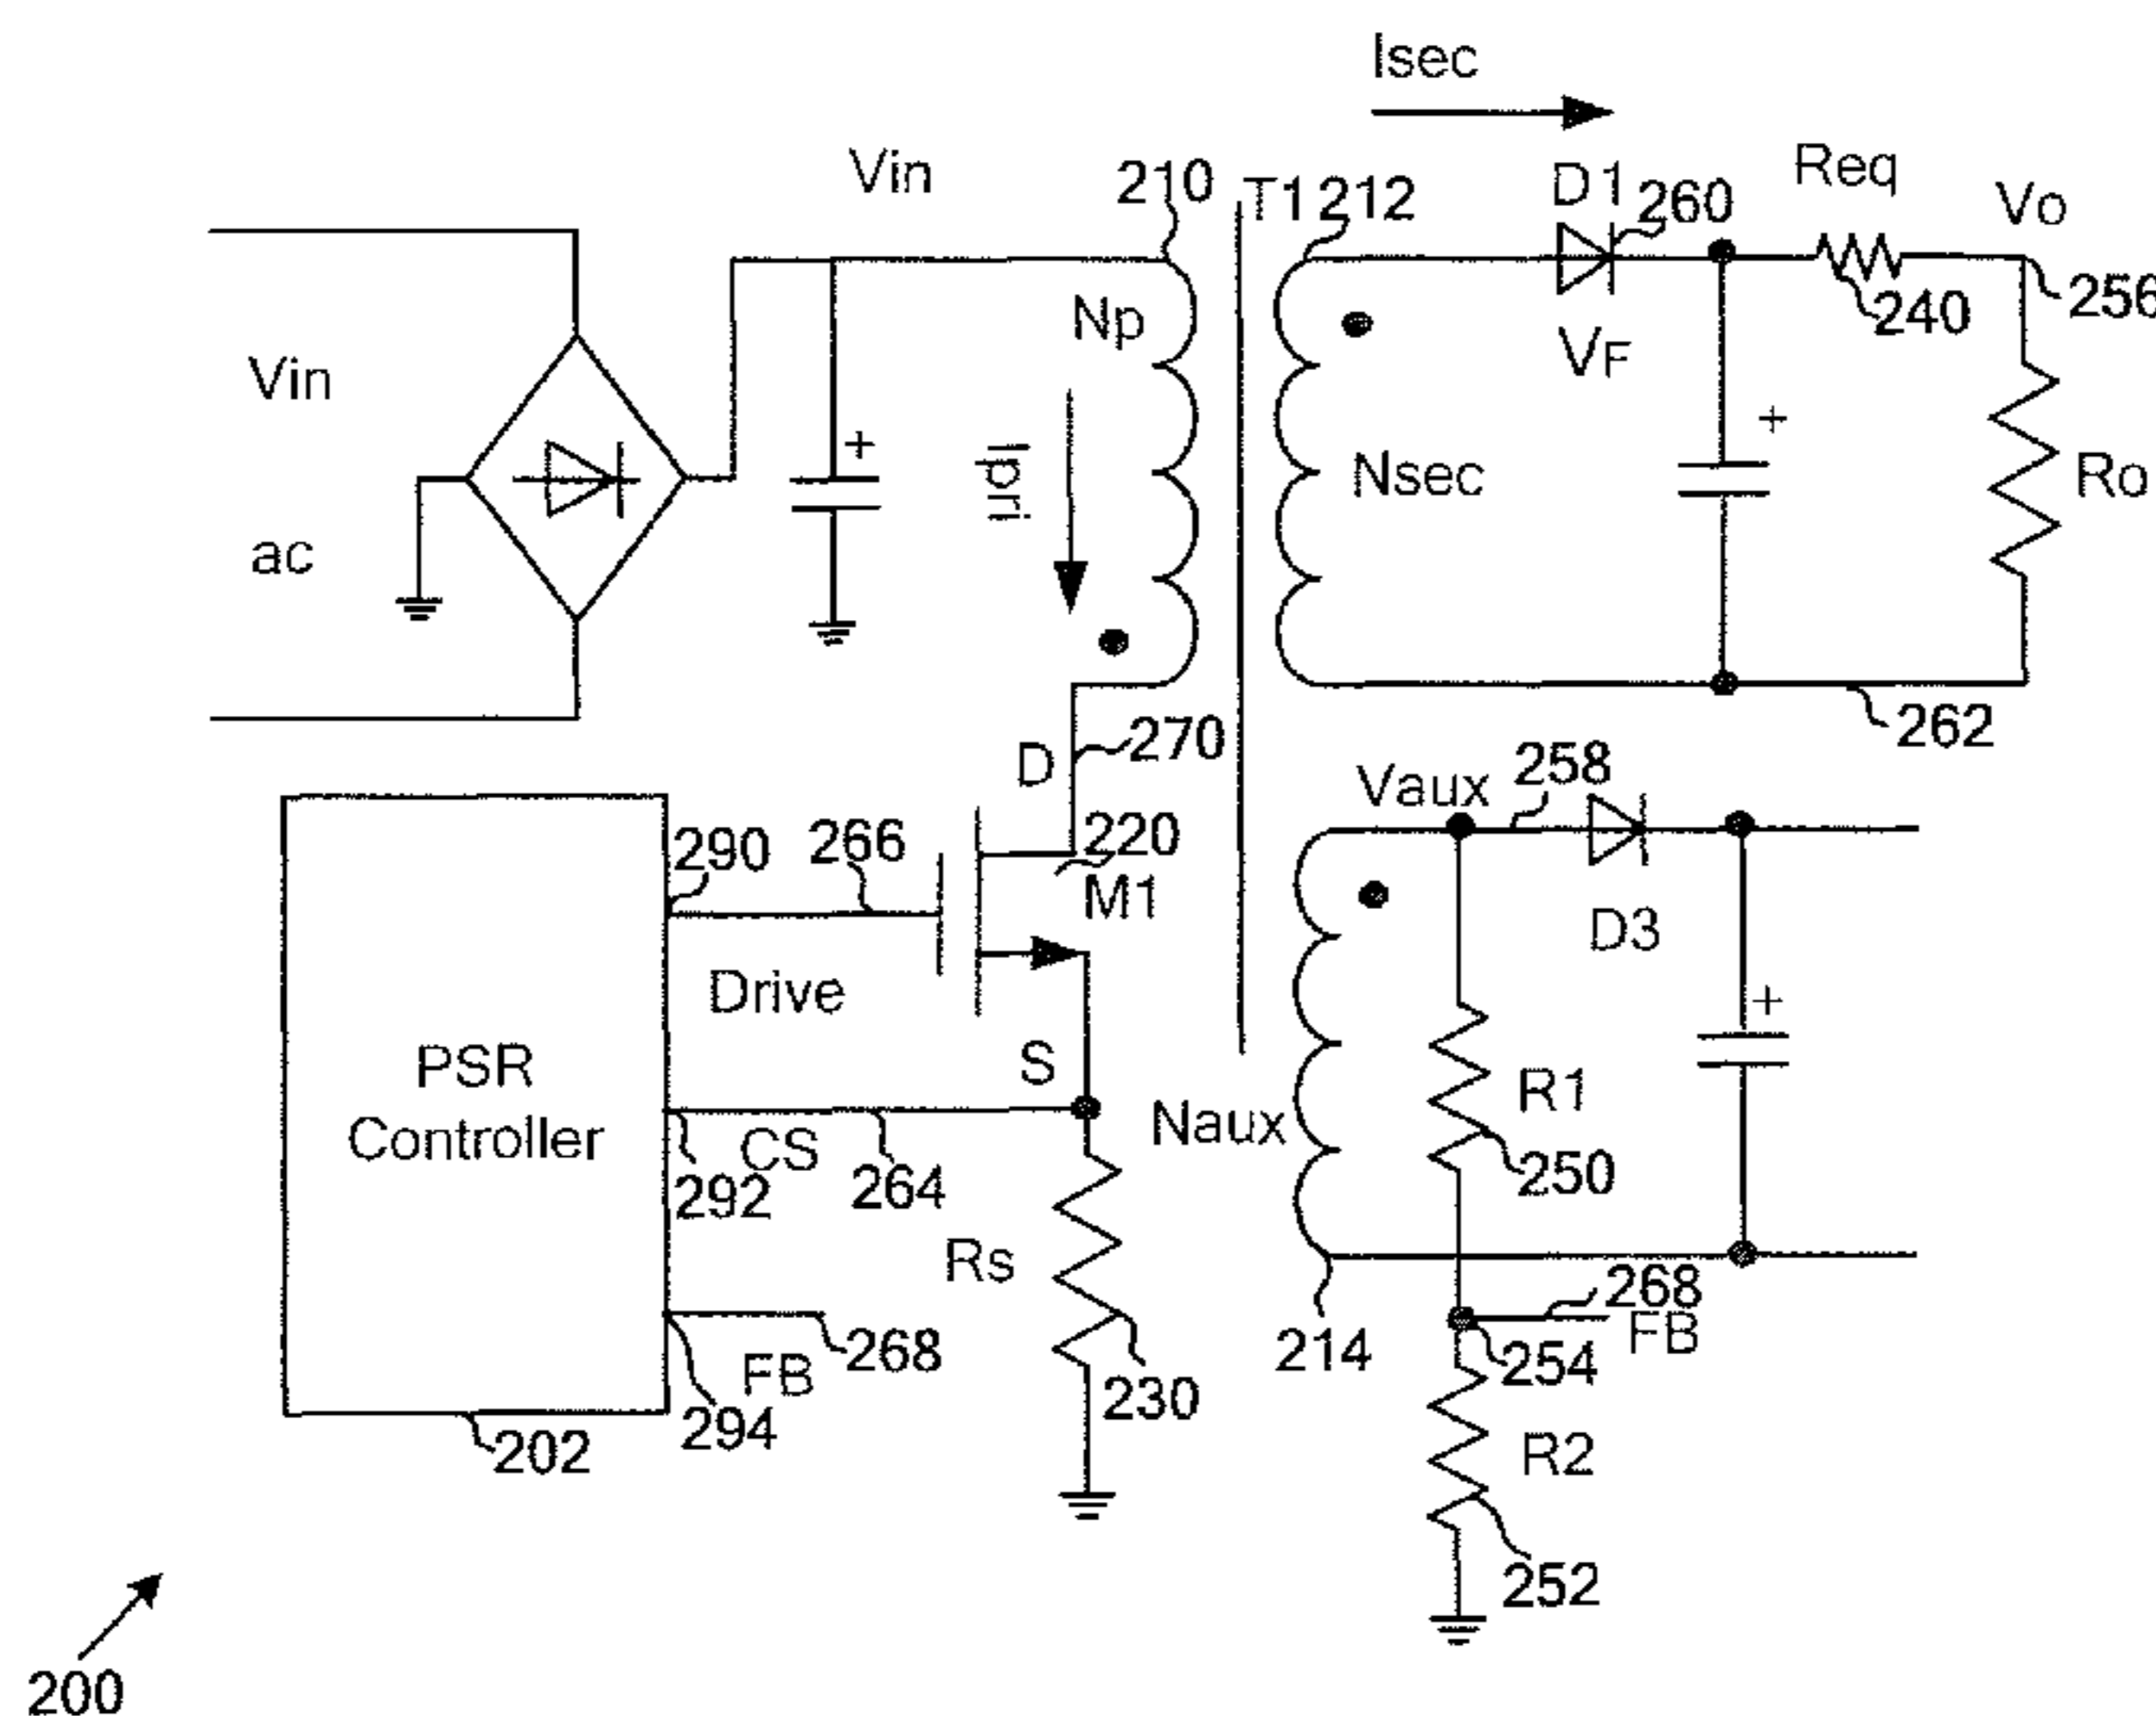 Isec
Vin
210
T1
212
D1
260
Req
Vo
256
240
Vin
Np
VF
+
+
Ipri
Nsec
Ro
ac
D
270
262
Vaux
258
290
266
220
M1
D3
Drive
+
PSR
Controller
S
Naux
R1
CS
292
264
250
Rs
268
FB
268
FB
294
202
230
214
254
R2
252
200